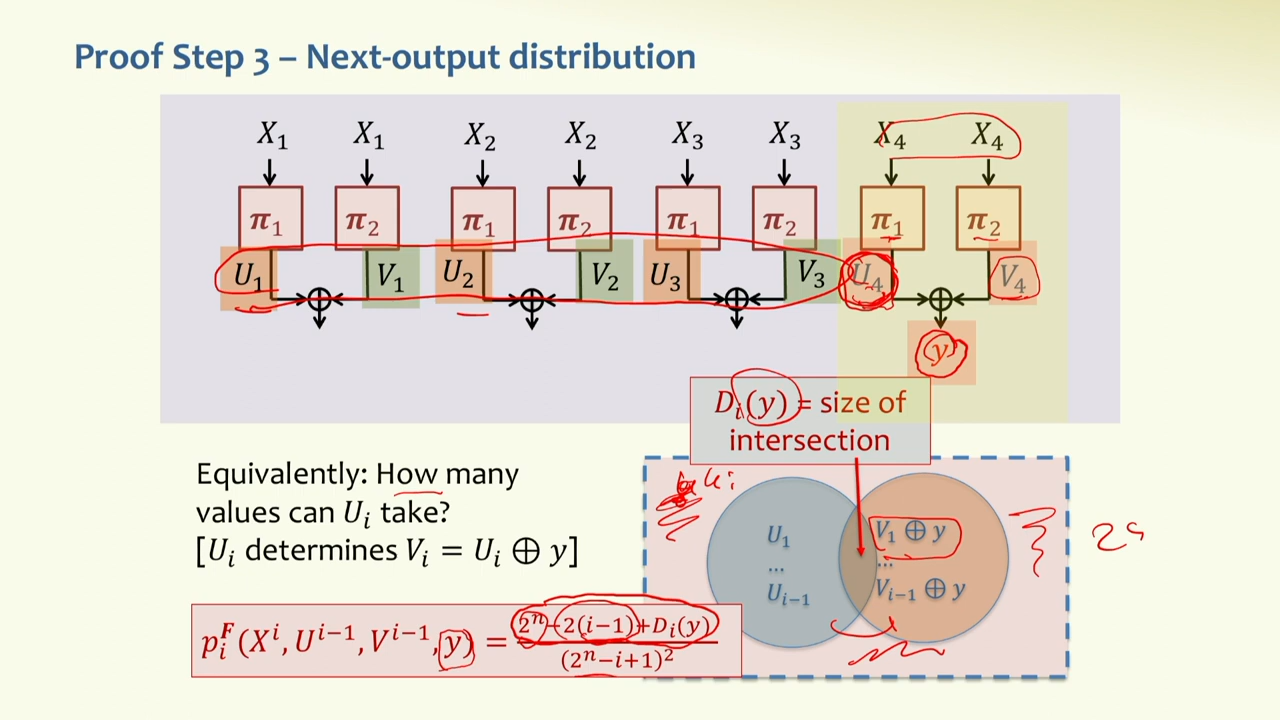 Proof Step 3 – Next-output distribution
X₁ X₁ X₂ X₂ X₃ X₃ X₄ X₄
π₁ π₂ π₁ π₂ π₁ π₂ π₁ π₂
U₁ V₁ U₂ V₂ U₃ V₃ U₄ V₄
y
Dᵢ(y) = size of
intersection
Equivalently: How many
values can Uᵢ take?
[Uᵢ determines Vᵢ = Uᵢ ⊕ y]
U₁
...
Uᵢ₋₁
V₁ ⊕ y
...
Vᵢ₋₁ ⊕ y
pᵢ^F(Xⁱ, Uⁱ⁻¹, Vⁱ⁻¹, y) = (2ⁿ−2(i−1)+Dᵢ(y))/(2ⁿ−i+1)²